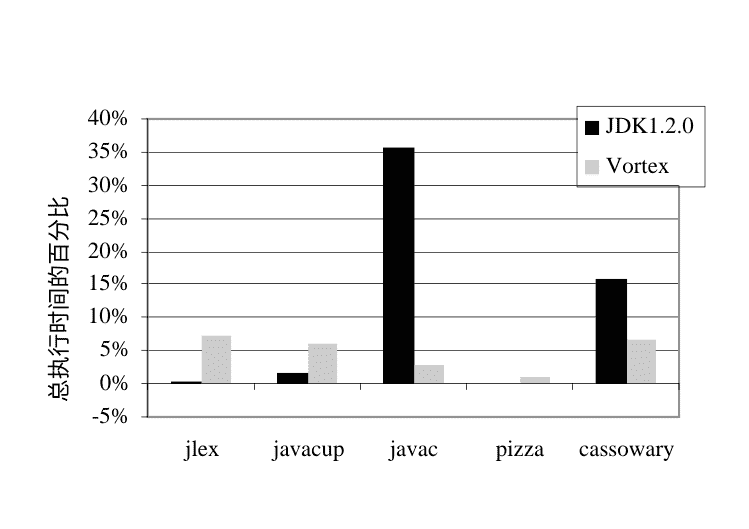 40%
JDK1.2.0
35%
Vortex
30%
25%
20%
15%
10%
5%
0%
-5%
总执行时间的百分比
jlex javacup javac pizza cassowary